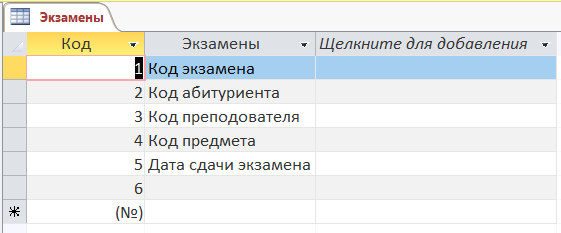 Экзамены
Код Экзамены Щелкните для добавления
1 Код экзамена
2 Код абитуриента
3 Код преподователя
4 Код предмета
5 Дата сдачи экзамена
6
(№)